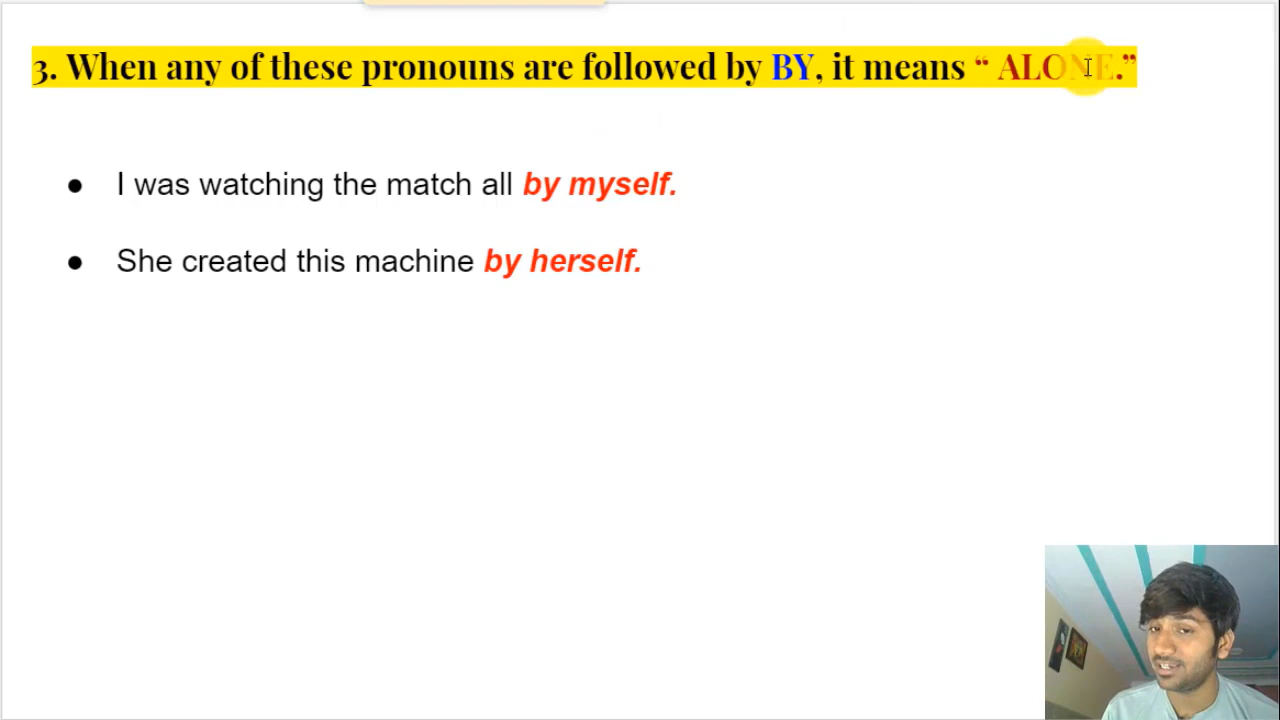 3. When any of these pronouns are followed by BY, it means “ ALONE.”
● I was watching the match all by myself.
● She created this machine by herself.